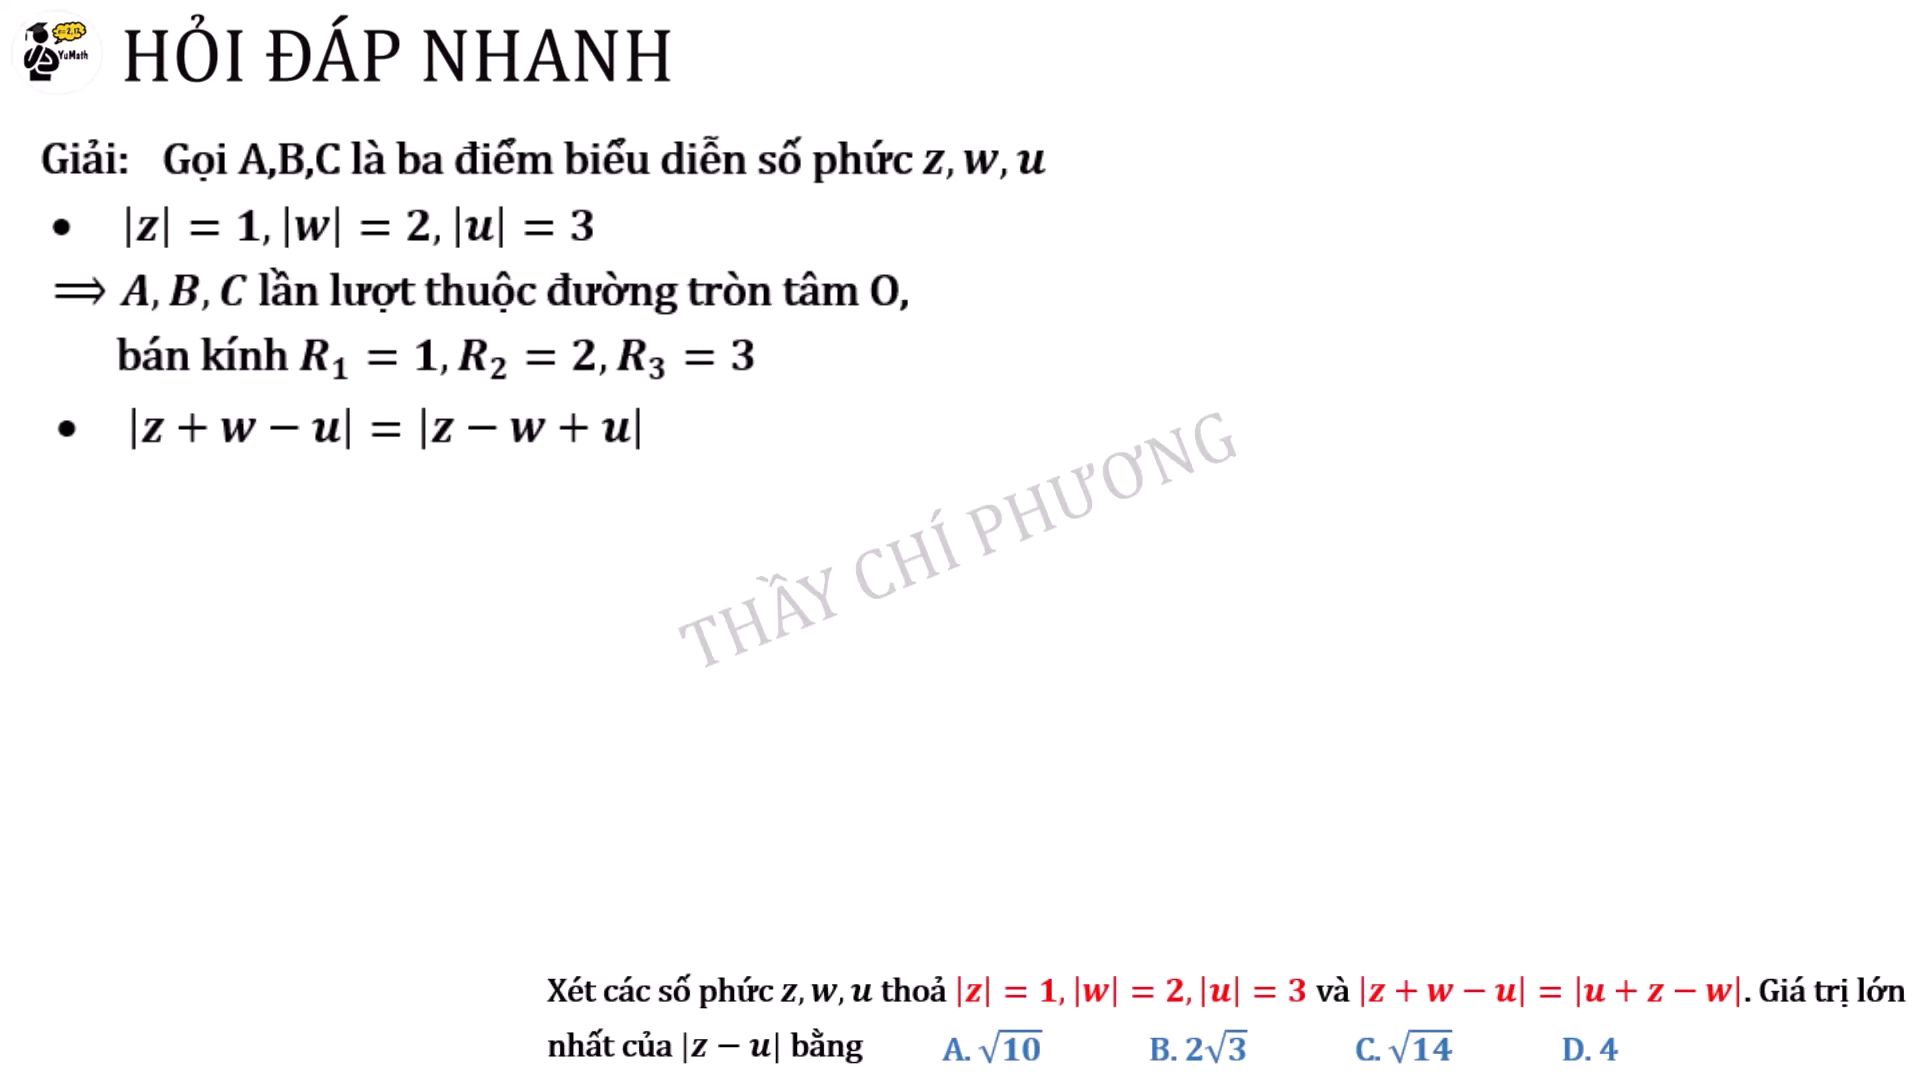 YuMath
HỎI ĐÁP NHANH
Giải: Gọi A,B,C là ba điểm biểu diễn số phức z, w, u
• |z| = 1, |w| = 2, |u| = 3
⟹ A, B, C lần lượt thuộc đường tròn tâm O,
bán kính R₁ = 1, R₂ = 2, R₃ = 3
• |z + w − u| = |z − w + u|
THẦY CHÍ PHƯƠNG
Xét các số phức z, w, u thoả |z| = 1, |w| = 2, |u| = 3 và |z + w − u| = |u + z − w|. Giá trị lớn
nhất của |z − u| bằng A. √10 B. 2√3 C. √14 D. 4